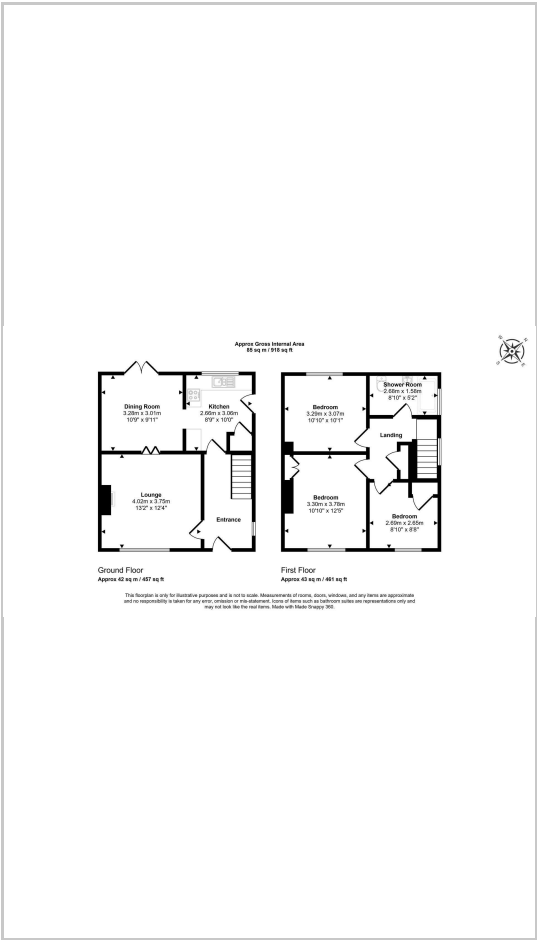 Approx Gross Internal Area
85 sq m / 918 sq ft
N
E
S
W
Dining Room
3.28m x 3.01m
10'9" x 9'11"
Kitchen
2.66m x 3.06m
8'9" x 10'0"
Lounge
4.02m x 3.75m
13'2" x 12'4"
Entrance
Bedroom
3.29m x 3.07m
10'10" x 10'1"
Shower Room
2.68m x 1.58m
8'10" x 5'2"
Landing
Bedroom
3.30m x 3.78m
10'10" x 12'5"
Bedroom
2.69m x 2.65m
8'10" x 8'8"
Ground Floor
Approx 42 sq m / 457 sq ft
First Floor
Approx 43 sq m / 461 sq ft
This floorplan is only for illustrative purposes and is not to scale. Measurements of rooms, doors, windows, and any items are approximate
and no responsibility is taken for any error, omission or mis-statement. Icons of items such as bathroom suites are representations only and
may not look like the real items. Made with Made Snappy 360.